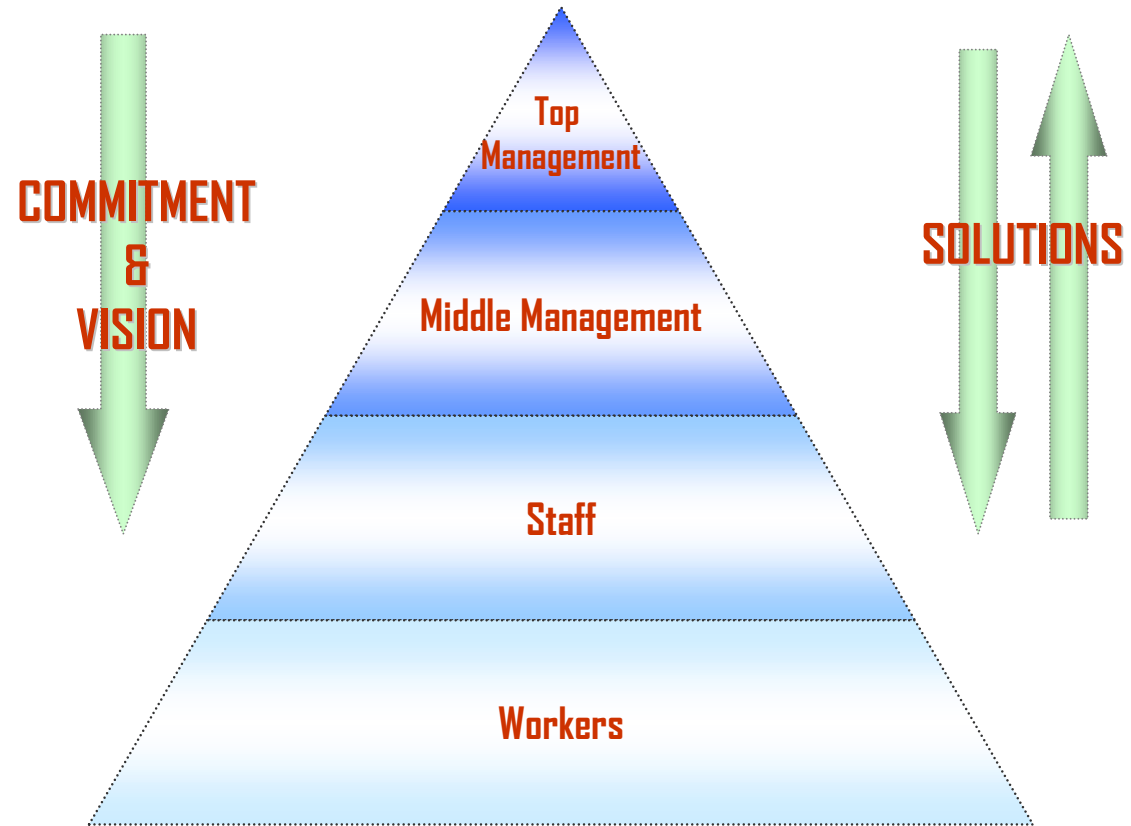 Top
Management
COMMITMENT
&
VISION
SOLUTIONS
Middle Management
Staff
Workers